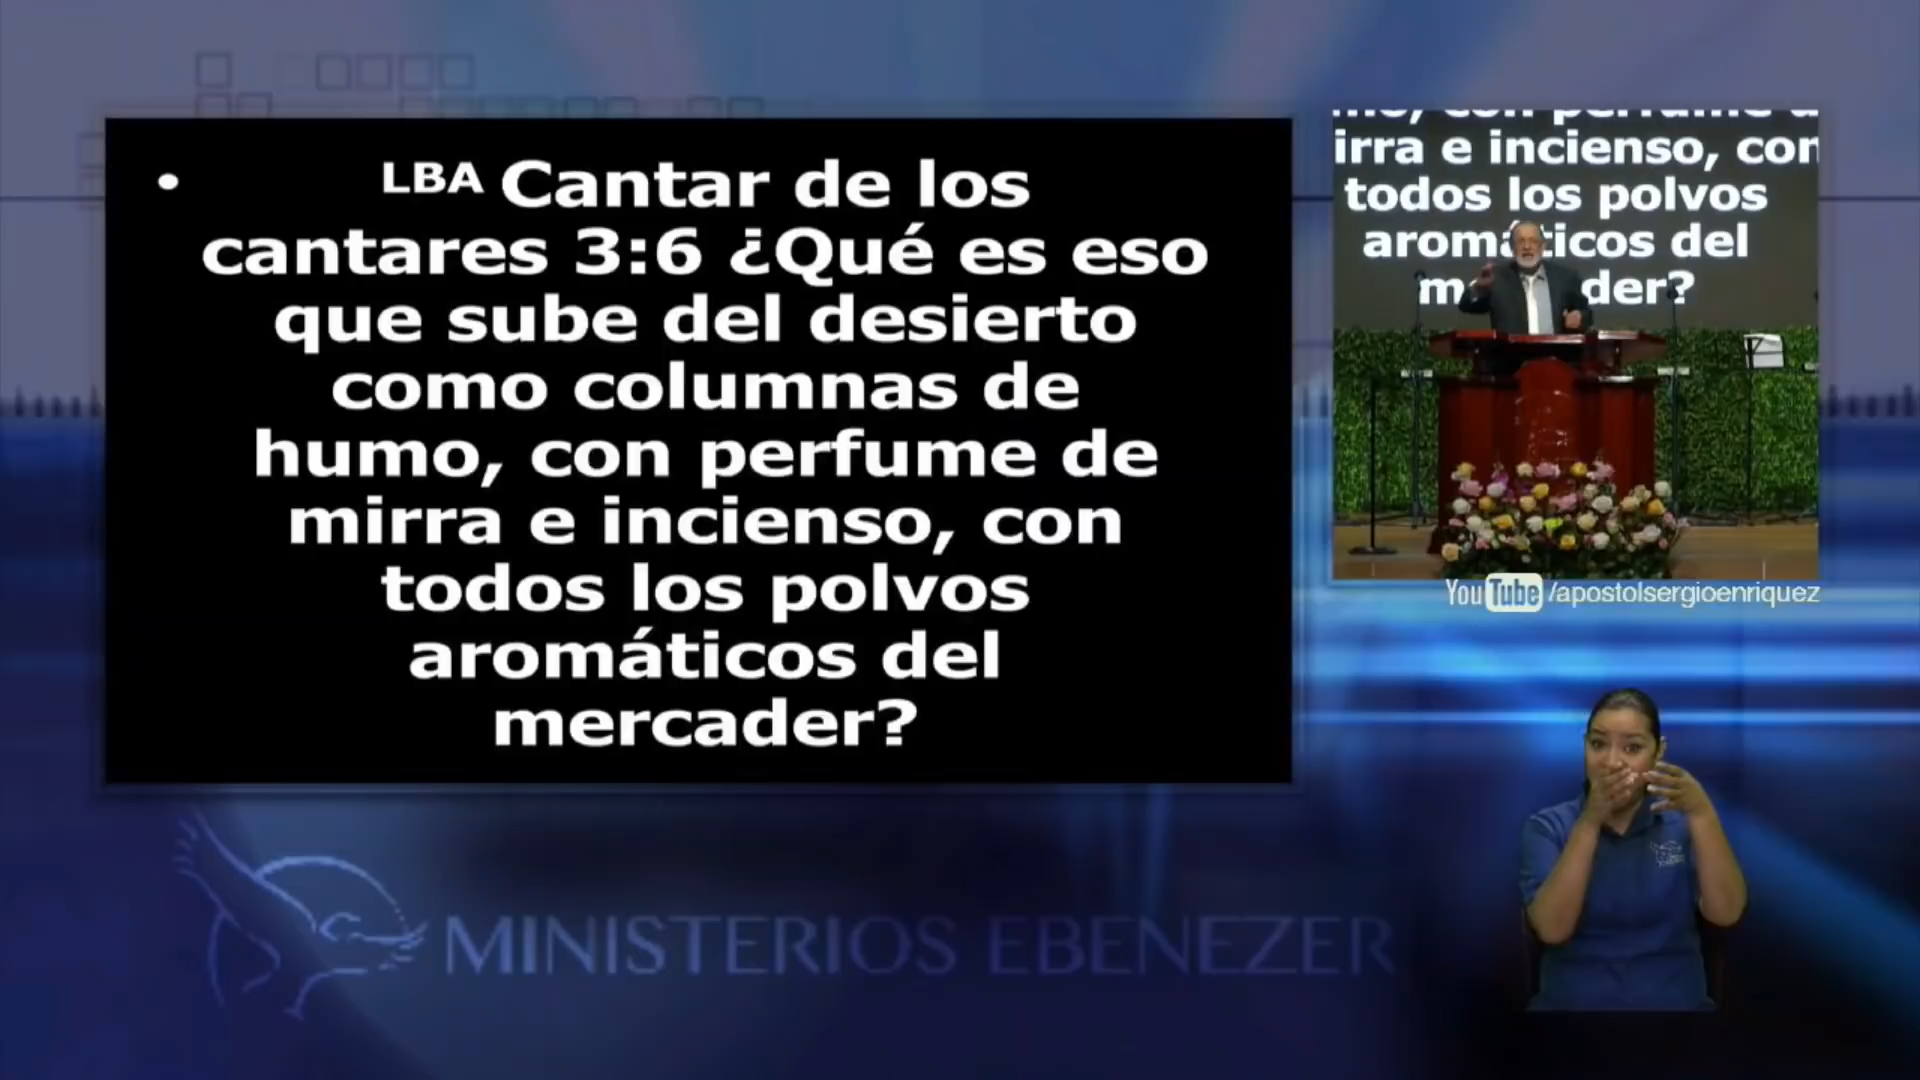 • LBA Cantar de los
cantares 3:6 ¿Qué es eso
que sube del desierto
como columnas de
humo, con perfume de
mirra e incienso, con
todos los polvos
aromáticos del
mercader?
irra e incienso, con
todos los polvos
aromáticos del
m der?
YouTube /apostolsergioenriquez
MINISTERIOS EBENEZER